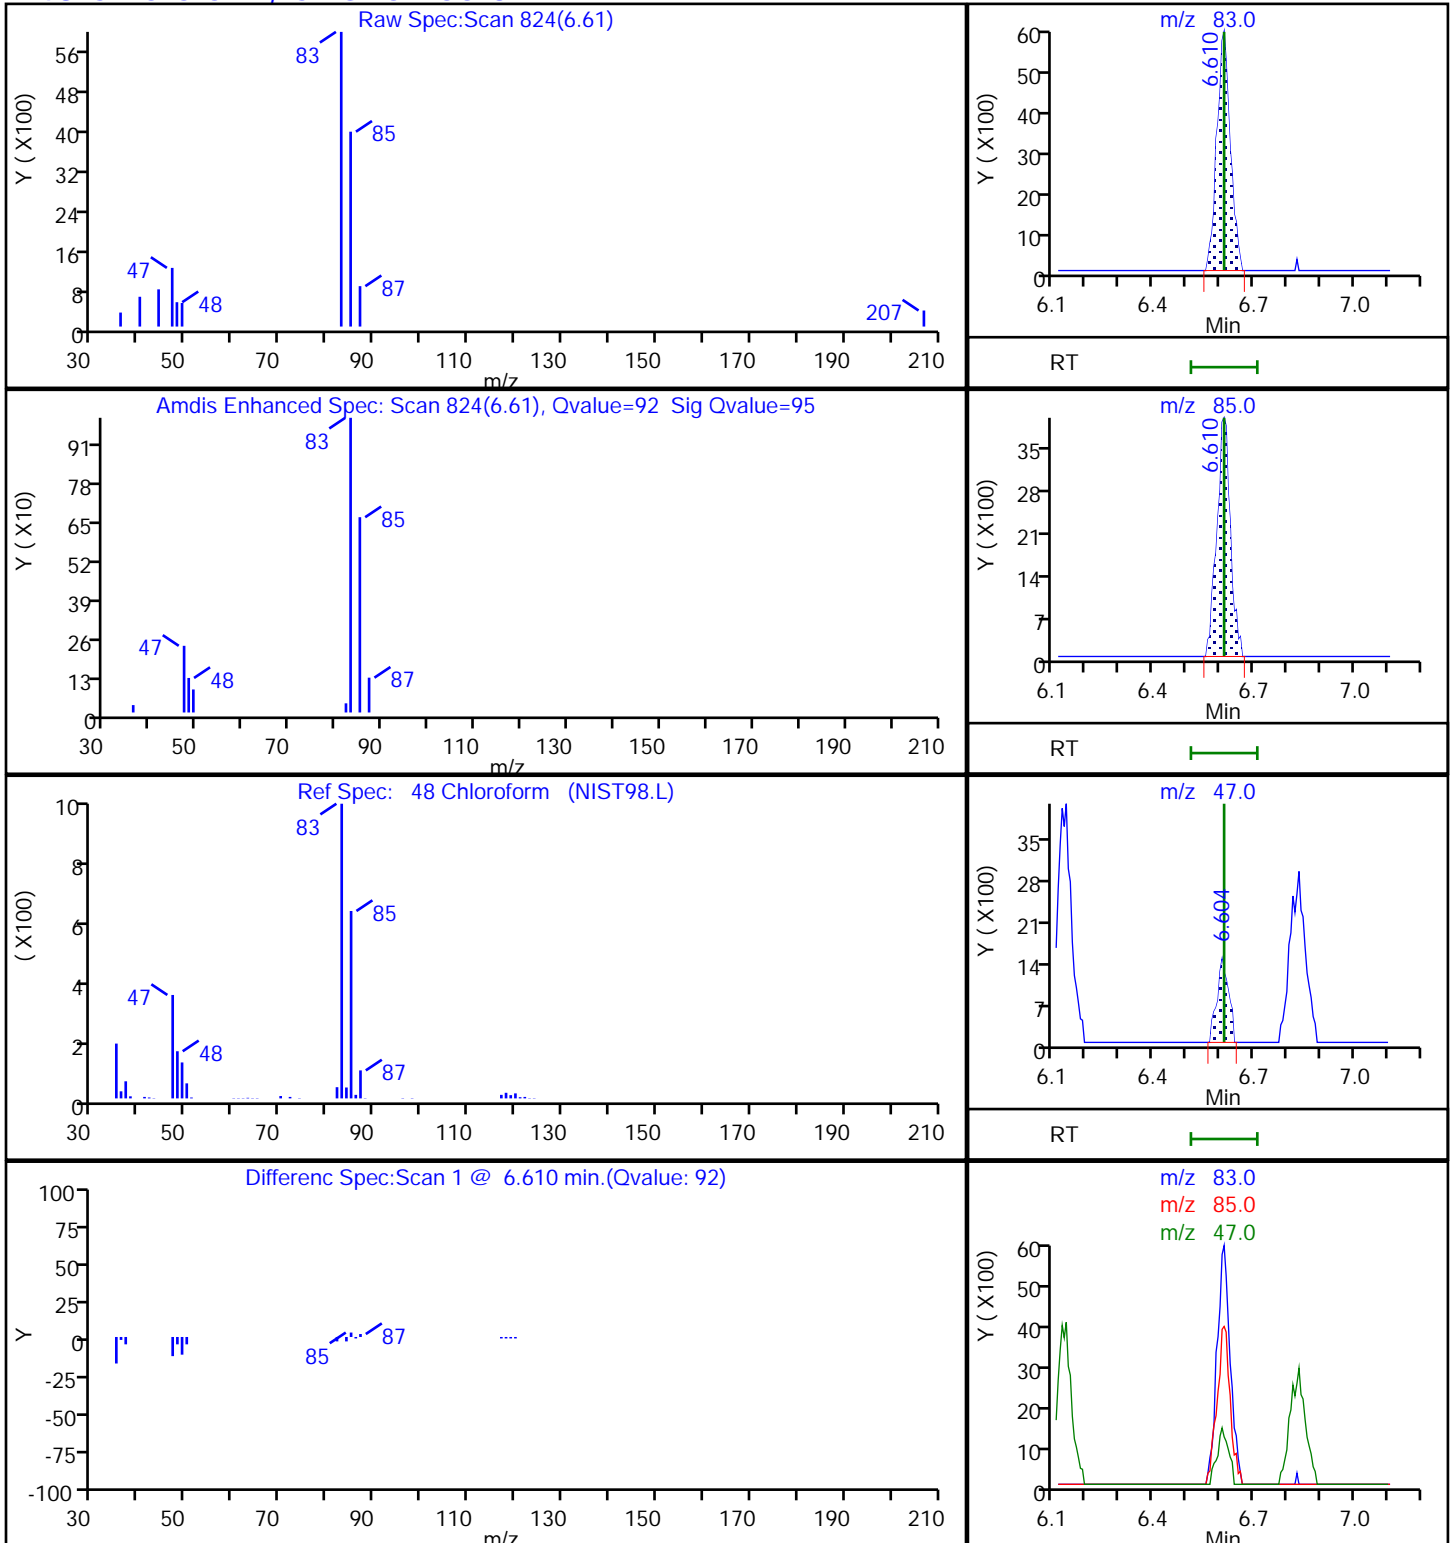 Raw Spec:Scan 824(6.61)
Y ( X100)
56
48
40
32
24
16
8
0
83
85
47
48
87
207
30 50 70 90 110 130 150 170 190 210
m/z
m/z 83.0
Y ( X100)
60
50
40
30
20
10
0
6.610
6.1 6.4 6.7 7.0
Min
RT
Amdis Enhanced Spec: Scan 824(6.61), Qvalue=92 Sig Qvalue=95
Y ( X10)
91
78
65
52
39
26
13
0
83
85
47
48
87
30 50 70 90 110 130 150 170 190 210
m/z
m/z 85.0
Y ( X100)
35
28
21
14
7
0
6.610
6.1 6.4 6.7 7.0
Min
RT
Ref Spec: 48 Chloroform (NIST98.L)
( X100)
10
8
6
4
2
0
83
85
47
48
87
30 50 70 90 110 130 150 170 190 210
m/z 47.0
Y ( X100)
35
28
21
14
7
0
6.604
6.1 6.4 6.7 7.0
Min
RT
Differenc Spec:Scan 1 @ 6.610 min.(Qvalue: 92)
Y
100
75
50
25
0
-25
-50
-75
-100
85
87
30 50 70 90 110 130 150 170 190 210
m/z
m/z 83.0
m/z 85.0
m/z 47.0
Y ( X100)
60
50
40
30
20
10
0
6.1 6.4 6.7 7.0
Min